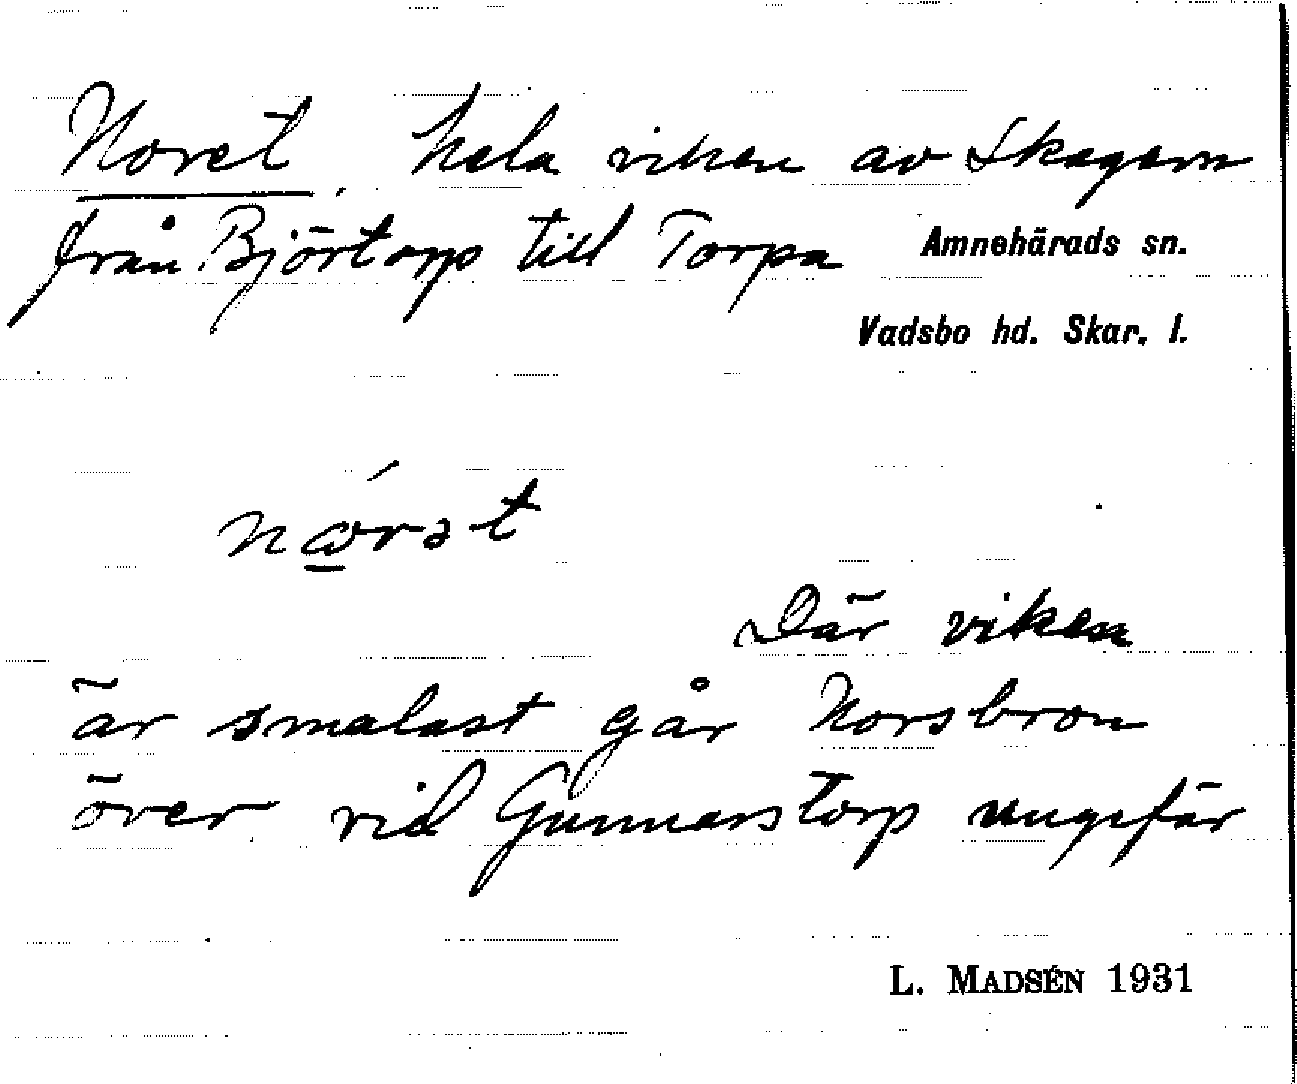 Noret, hela viken av Skagern
från Björtorp till Torpa
Amnehärads sn.
Vadsbo hd. Skar. l.
Där viken
är smalast går Norsbron
över vid Gunnarstorp ungefär
L. MADSÉN 1931